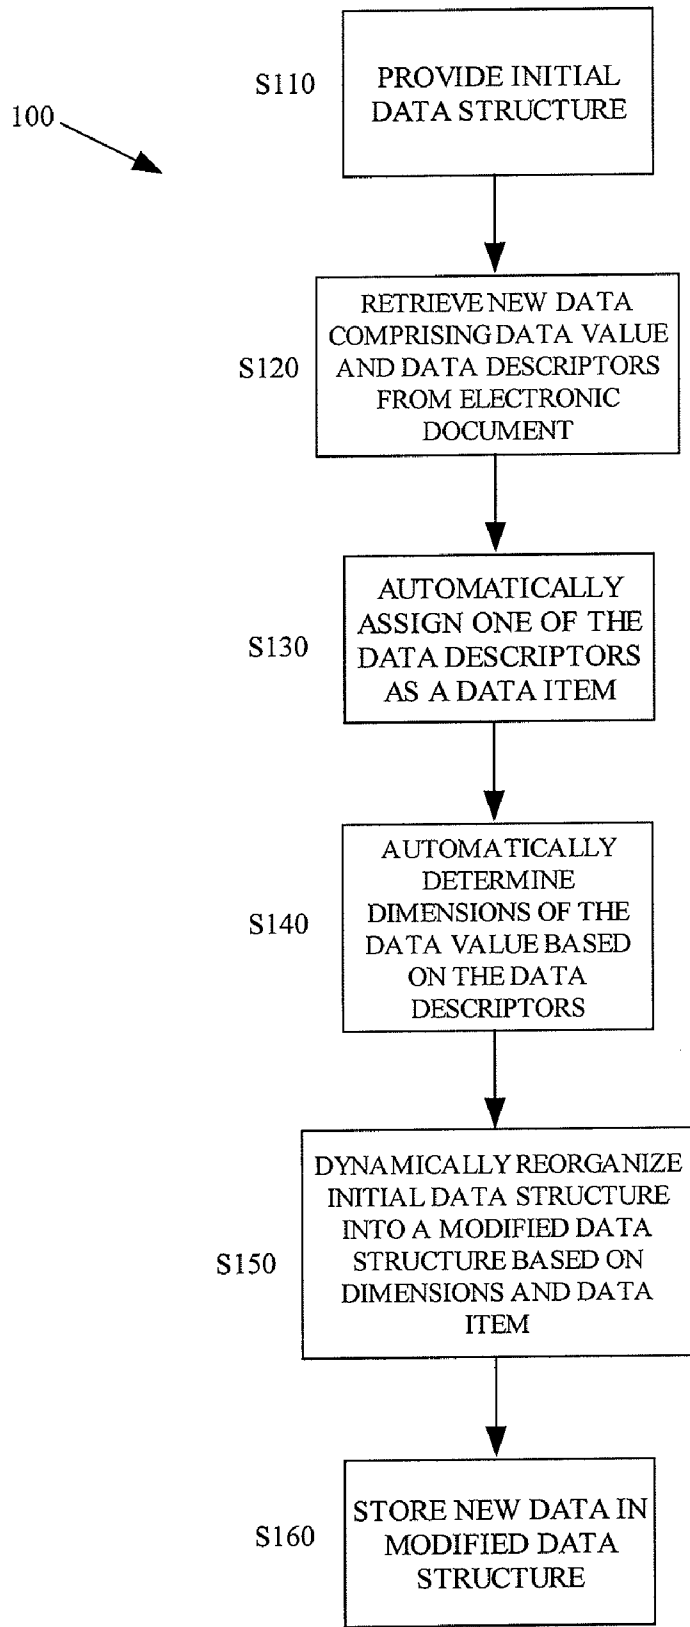 100
S110
PROVIDE INITIAL
DATA STRUCTURE
S120
RETRIEVE NEW DATA
COMPRISING DATA VALUE
AND DATA DESCRIPTORS
FROM ELECTRONIC
DOCUMENT
S130
AUTOMATICALLY
ASSIGN ONE OF THE
DATA DESCRIPTORS
AS A DATA ITEM
S140
AUTOMATICALLY
DETERMINE
DIMENSIONS OF THE
DATA VALUE BASED
ON THE DATA
DESCRIPTORS
S150
DYNAMICALLY REORGANIZE
INITIAL DATA STRUCTURE
INTO A MODIFIED DATA
STRUCTURE BASED ON
DIMENSIONS AND DATA
ITEM
S160
STORE NEW DATA IN
MODIFIED DATA
STRUCTURE